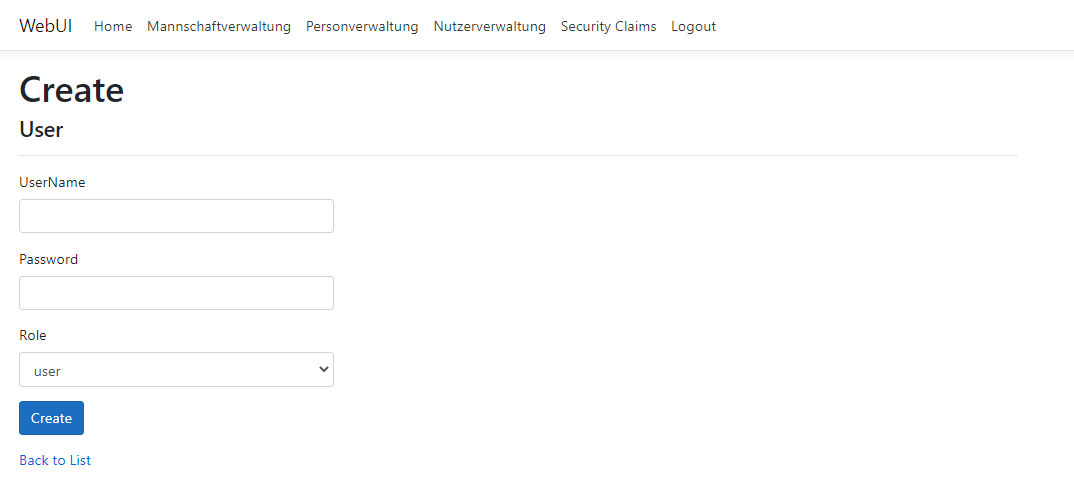 WebUI Home Mannschaftverwaltung Personverwaltung Nutzerverwaltung Security Claims Logout
Create
User
UserName
Password
Role
user
Create
Back to List